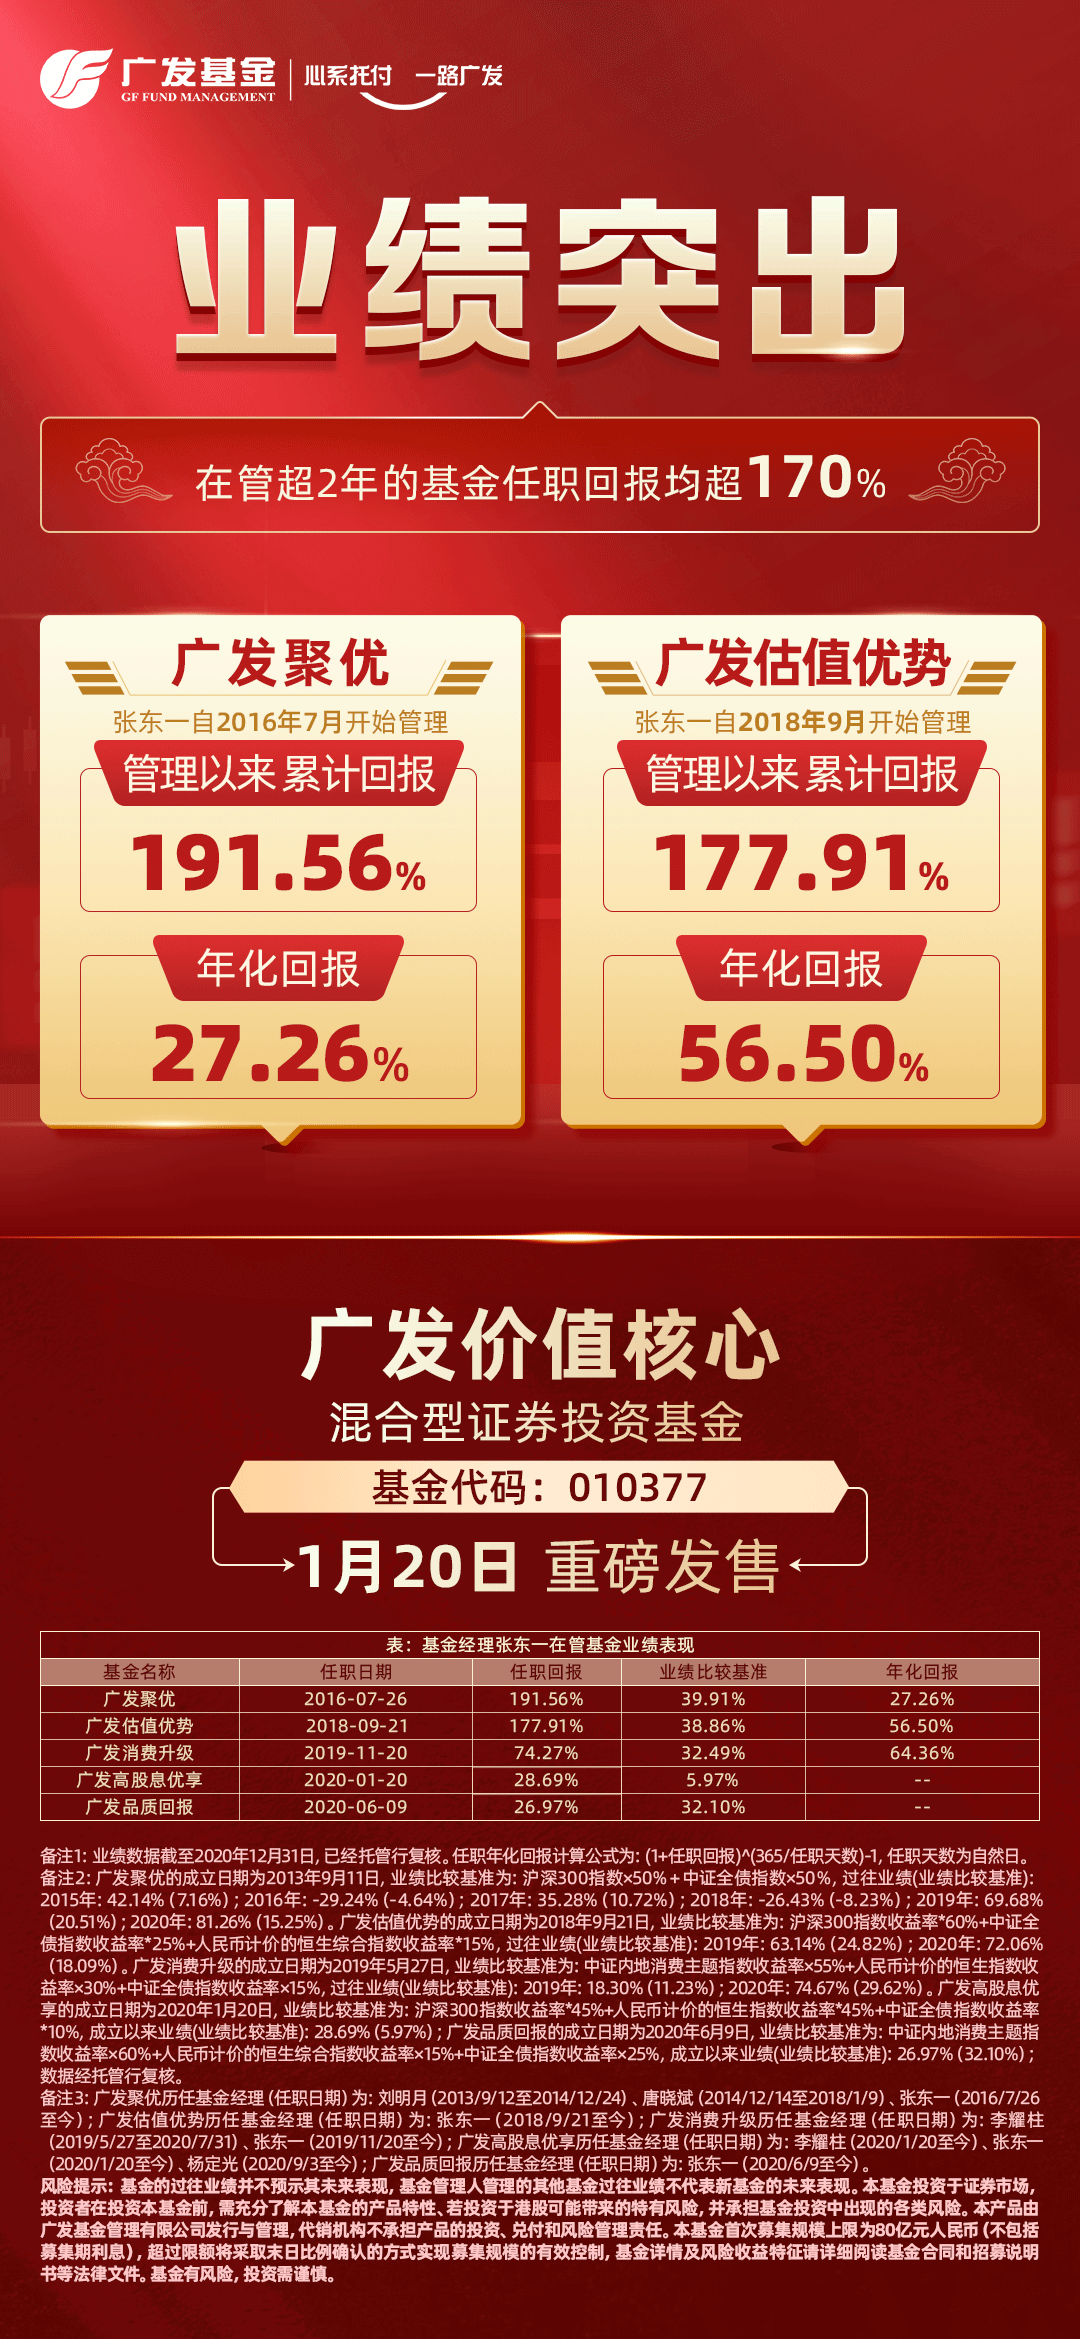 广发基金
GF FUND MANAGEMENT
心系托付 一路广发
业绩突出
在管超2年的基金任职回报均超170%
广发聚优
张东一自2016年7月开始管理
管理以来 累计回报
191.56%
年化回报
27.26%
广发估值优势
张东一自2018年9月开始管理
管理以来 累计回报
177.91%
年化回报
56.50%
广发价值核心
混合型证券投资基金
基金代码：010377
1月20日 重磅发售
表：基金经理张东一在管基金业绩表现
基金名称 任职日期 任职回报 业绩比较基准 年化回报
广发聚优 2016-07-26 191.56% 39.91% 27.26%
广发估值优势 2018-09-21 177.91% 38.86% 56.50%
广发消费升级 2019-11-20 74.27% 32.49% 64.36%
广发高股息优享 2020-01-20 28.69% 5.97% --
广发品质回报 2020-06-09 26.97% 32.10% --
备注1：业绩数据截至2020年12月31日，已经托管行复核。任职年化回报计算公式为：(1+任职回报)^(365/任职天数)-1，任职天数为自然日。
备注2：广发聚优的成立日期为2013年9月11日，业绩比较基准为：沪深300指数×50%＋中证全债指数×50%，过往业绩(业绩比较基准)：
2015年：42.14% (7.16%)；2016年：-29.24% (-4.64%)；2017年：35.28% (10.72%)；2018年：-26.43% (-8.23%)；2019年：69.68%
(20.51%)；2020年：81.26% (15.25%)。广发估值优势的成立日期为2018年9月21日，业绩比较基准为：沪深300指数收益率*60%+中证全
债指数收益率*25%+人民币计价的恒生综合指数收益率*15%，过往业绩(业绩比较基准)：2019年：63.14% (24.82%)；2020年：72.06%
(18.09%)。广发消费升级的成立日期为2019年5月27日，业绩比较基准为：中证内地消费主题指数收益率×55%+人民币计价的恒生指数收
益率×30%+中证全债指数收益率×15%，过往业绩(业绩比较基准)：2019年：18.30% (11.23%)；2020年：74.67% (29.62%)。广发高股息优
享的成立日期为2020年1月20日，业绩比较基准为：沪深300指数收益率*45%+人民币计价的恒生指数收益率*45%+中证全债指数收益率
*10%，成立以来业绩(业绩比较基准)：28.69% (5.97%)；广发品质回报的成立日期为2020年6月9日，业绩比较基准为：中证内地消费主题指
数收益率×60%+人民币计价的恒生综合指数收益率×15%+中证全债指数收益率×25%，成立以来业绩(业绩比较基准)：26.97% (32.10%)；
数据经托管行复核。
备注3：广发聚优历任基金经理（任职日期）为：刘明月（2013/9/12至2014/12/24）、唐晓斌（2014/12/14至2018/1/9）、张东一（2016/7/26
至今）；广发估值优势历任基金经理（任职日期）为：张东一（2018/9/21至今）；广发消费升级历任基金经理（任职日期）为：李耀柱
（2019/5/27至2020/7/31）、张东一（2019/11/20至今）；广发高股息优享历任基金经理（任职日期）为：李耀柱（2020/1/20至今）、张东一
（2020/1/20至今）、杨定光（2020/9/3至今）；广发品质回报历任基金经理（任职日期）为：张东一（2020/6/9至今）。
风险提示：基金的过往业绩并不预示其未来表现，基金管理人管理的其他基金过往业绩不代表新基金的未来表现。本基金投资于证券市场，
投资者在投资本基金前，需充分了解本基金的产品特性、若投资于港股可能带来的特有风险，并承担基金投资中出现的各类风险。本产品由
广发基金管理有限公司发行与管理，代销机构不承担产品的投资、兑付和风险管理责任。本基金首次募集规模上限为80亿元人民币（不包括
募集期利息），超过限额将采取末日比例确认的方式实现募集规模的有效控制，基金详情及风险收益特征请详细阅读基金合同和招募说明
书等法律文件。基金有风险，投资需谨慎。